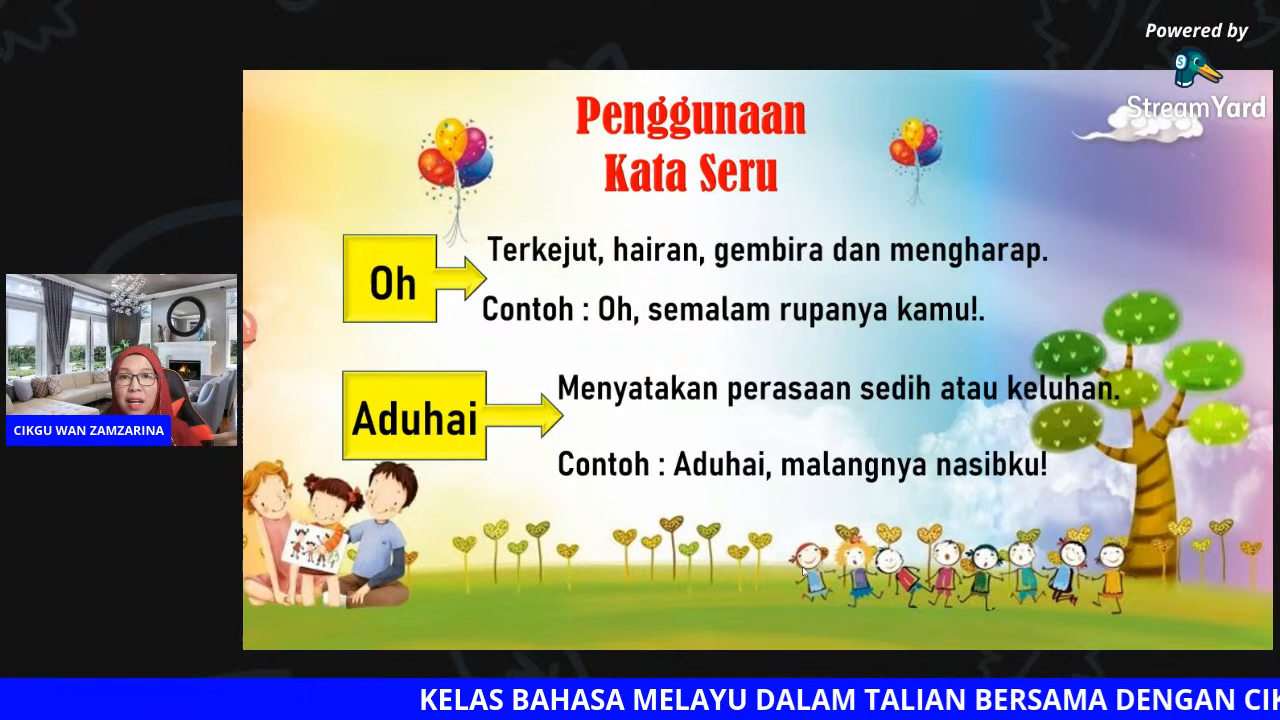 Powered by
StreamYard
Penggunaan
Kata Seru
Oh
Terkejut, hairan, gembira dan mengharap.
Contoh : Oh, semalam rupanya kamu!.
Aduhai
Menyatakan perasaan sedih atau keluhan.
Contoh : Aduhai, malangnya nasibku!
CIKGU WAN ZAMZARINA
KELAS BAHASA MELAYU DALAM TALIAN BERSAMA DENGAN CIK